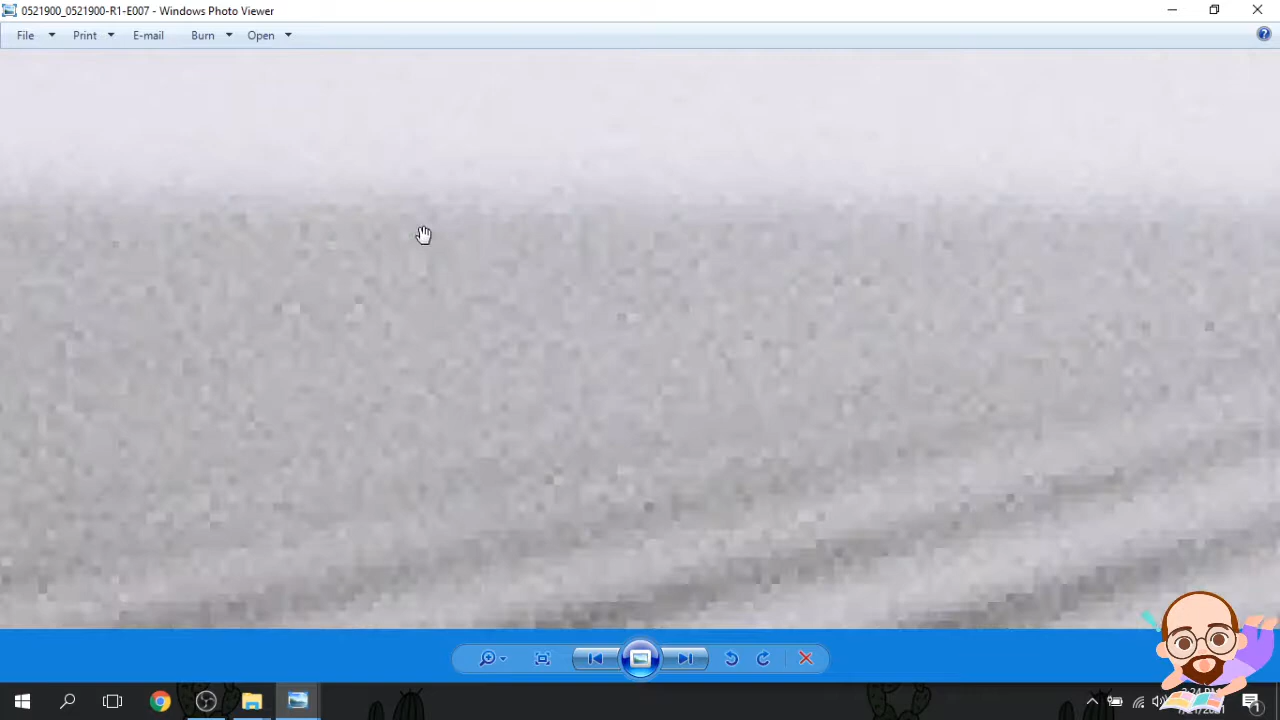 0521900_0521900-R1-E007 - Windows Photo Viewer
File Print E-mail Burn Open